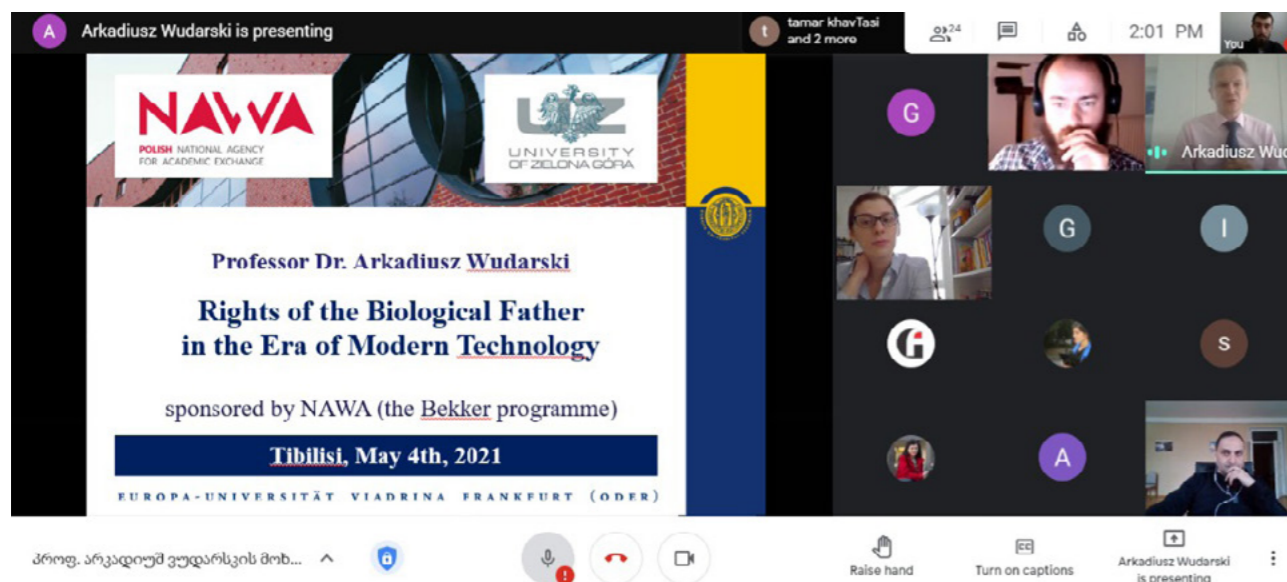 A
Arkadiusz Wudarski is presenting
t
tamar khavTasi
and 2 more
24
2:01 PM
You
NAWA
POLISH NATIONAL AGENCY
FOR ACADEMIC EXCHANGE
UZ
UNIVERSITY
OF ZIELONA GÓRA
Professor Dr. Arkadiusz Wudarski
Rights of the Biological Father
in the Era of Modern Technology
sponsored by NAWA (the Bekker programme)
Tibilisi, May 4th, 2021
EUROPA-UNIVERSITÄT VIADRINA FRANKFURT (ODER)
G
Arkadiusz Wud
G
I
G
s
A
პროფ. არკადიუშ ვუდარსკის მოხ...
Raise hand
CC
Turn on captions
Arkadiusz Wudarski
is presenting